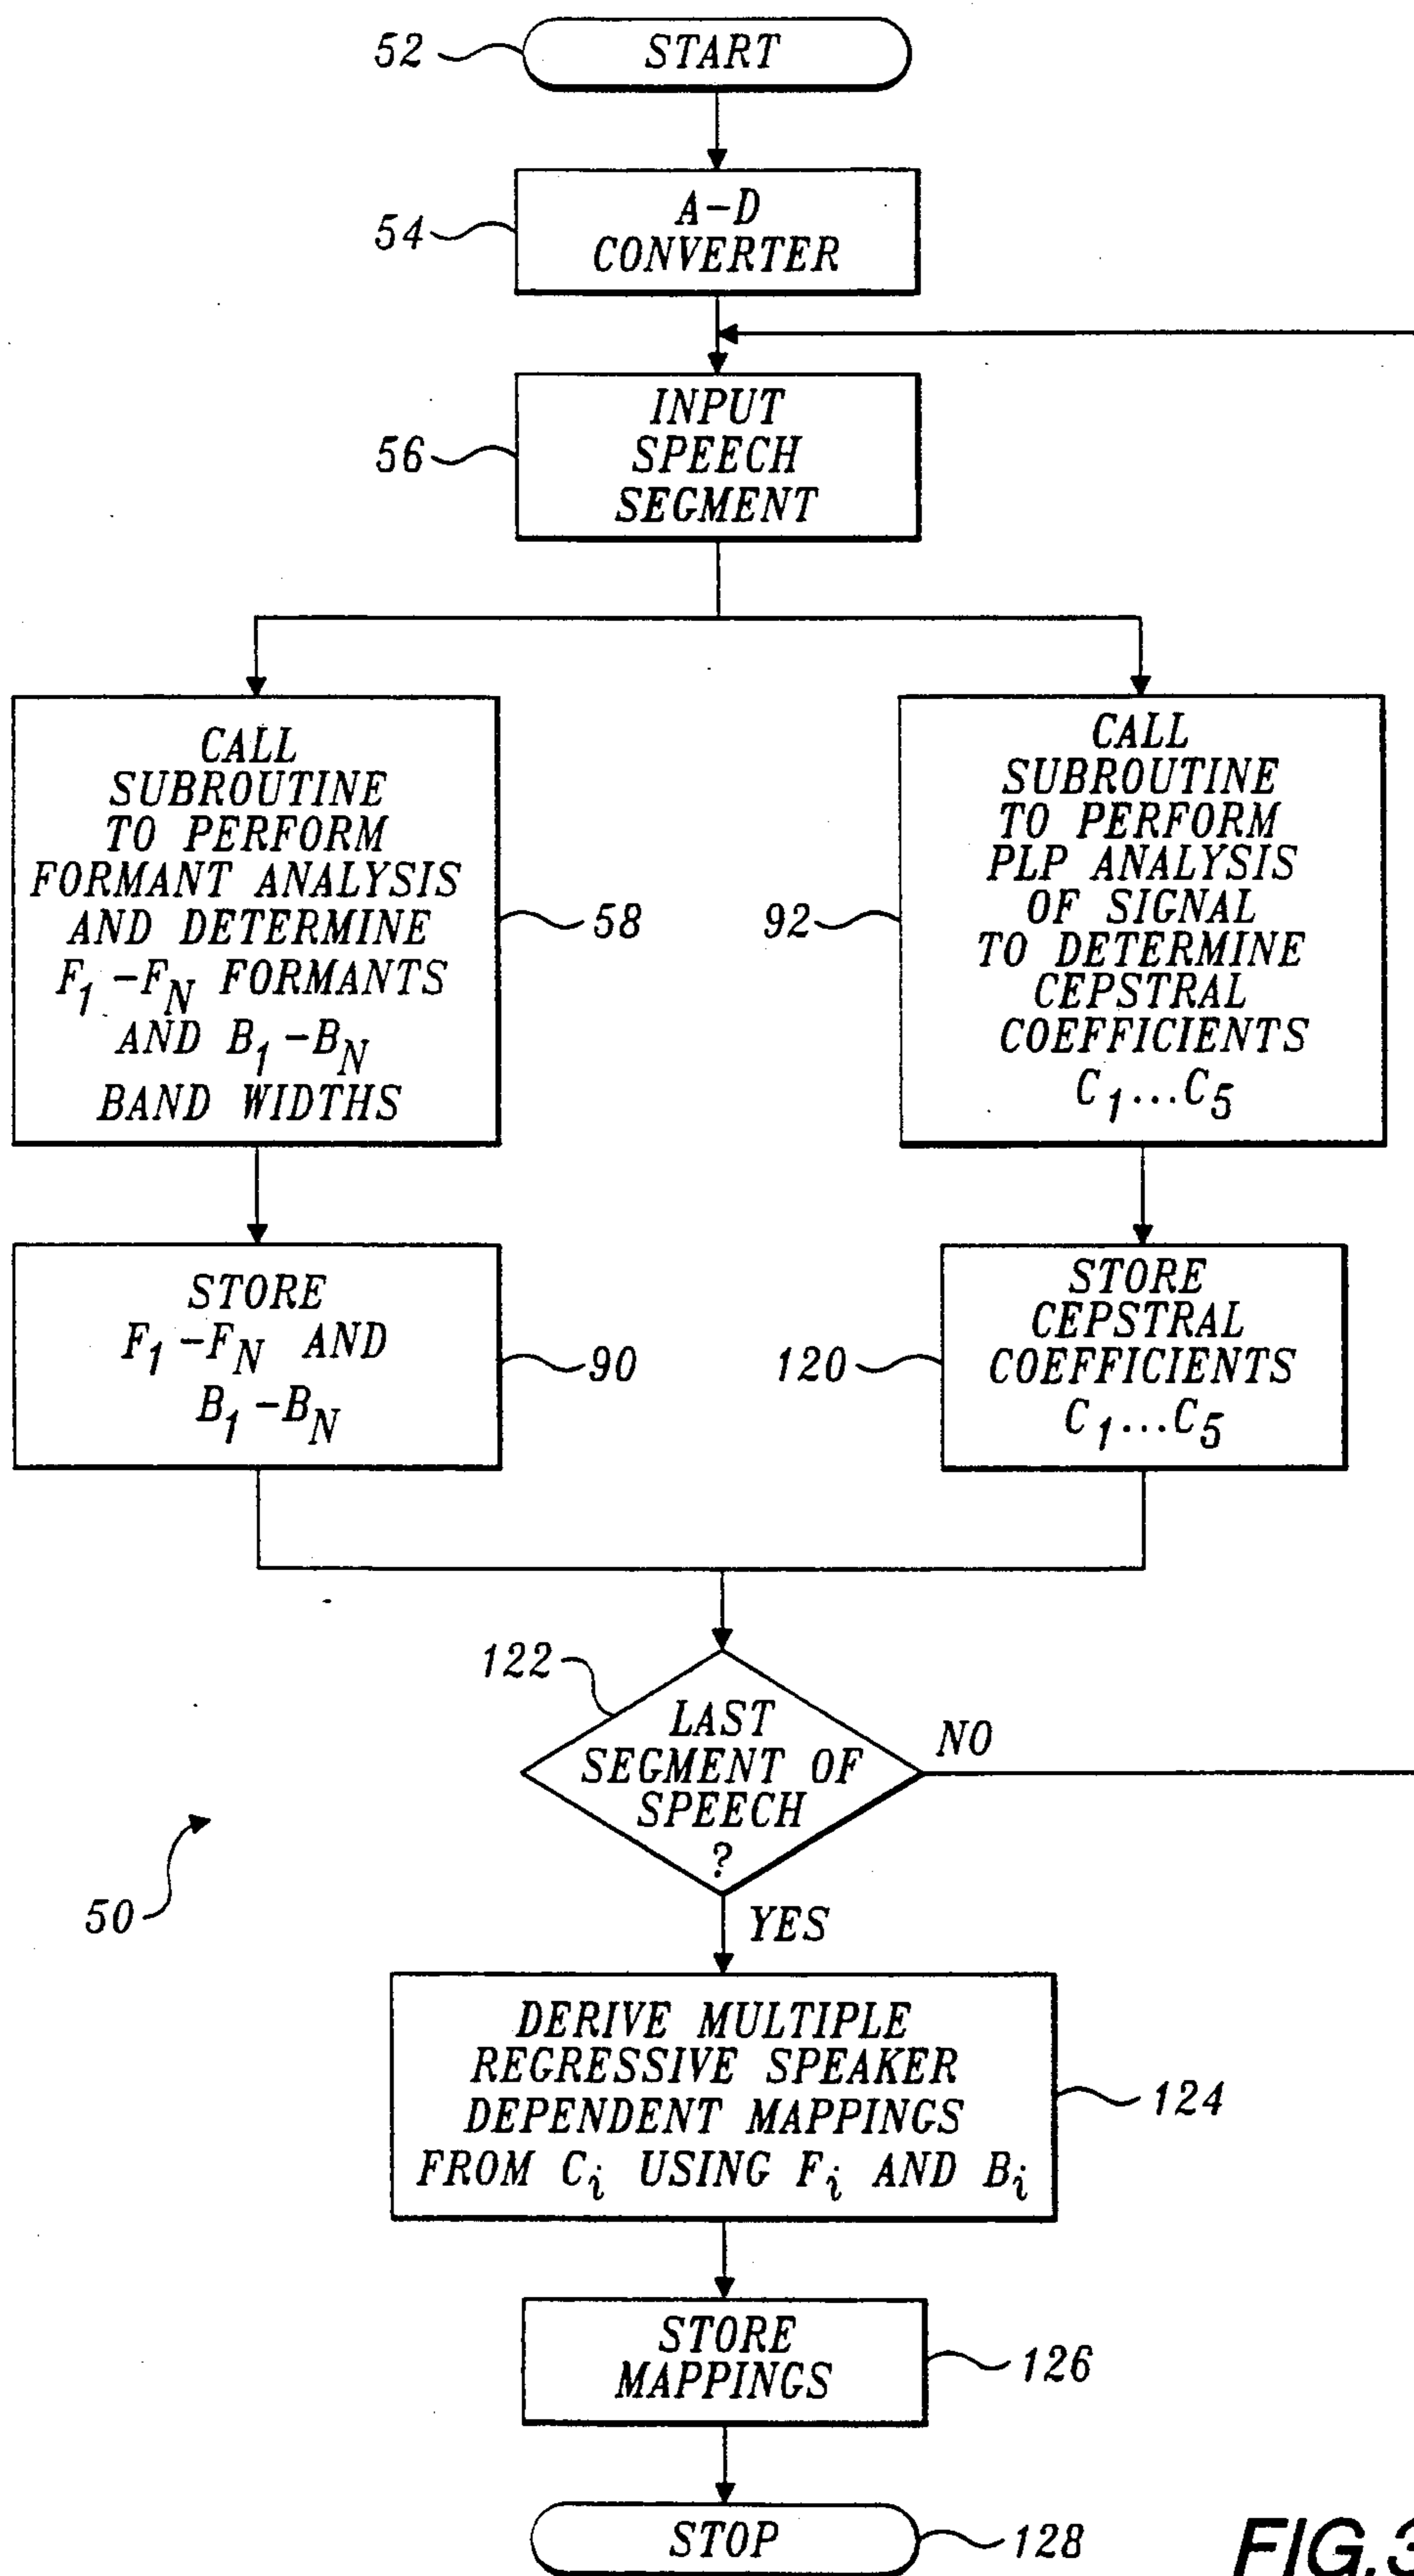 52
START
54
A-D
CONVERTER
56
INPUT
SPEECH
SEGMENT
CALL
SUBROUTINE
TO PERFORM
FORMANT ANALYSIS
AND DETERMINE
F1-FN FORMANTS
AND B1-BN
BAND WIDTHS
58
92
CALL
SUBROUTINE
TO PERFORM
PLP ANALYSIS
OF SIGNAL
TO DETERMINE
CEPSTRAL
COEFFICIENTS
C1...C5
STORE
F1-FN AND
B1-BN
90
120
STORE
CEPSTRAL
COEFFICIENTS
C1...C5
122
LAST
SEGMENT OF
SPEECH
?
NO
50
YES
DERIVE MULTIPLE
REGRESSIVE SPEAKER
DEPENDENT MAPPINGS
FROM Ci USING Fi AND Bi
124
STORE
MAPPINGS
126
STOP
128
FIG.3